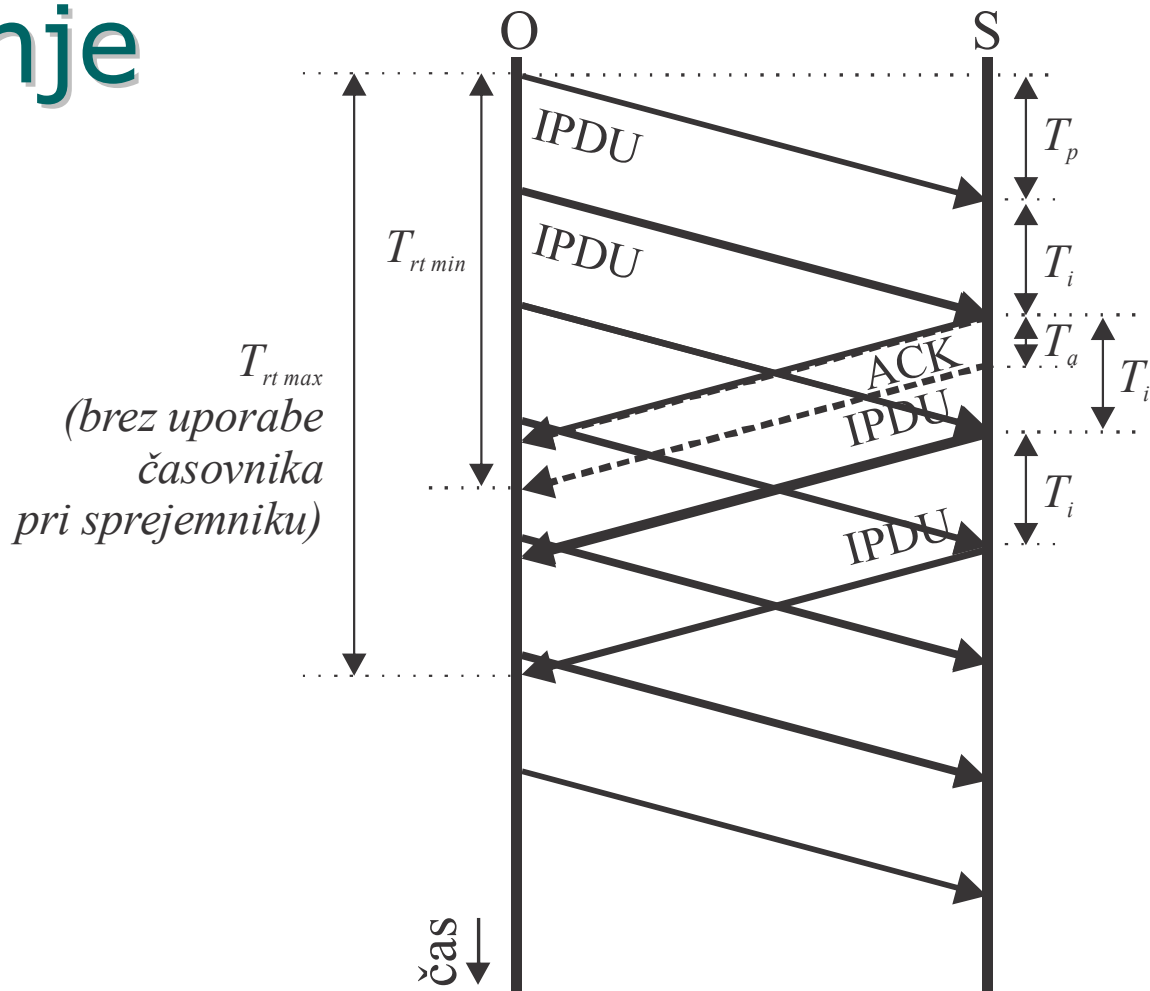 nje
O
S
IPDU
T_p
IPDU
T_rt min
T_i
T_a
ACK
T_i
T_rt max
(brez uporabe
časovnika
pri sprejemniku)
IPDU
T_i
IPDU
čas